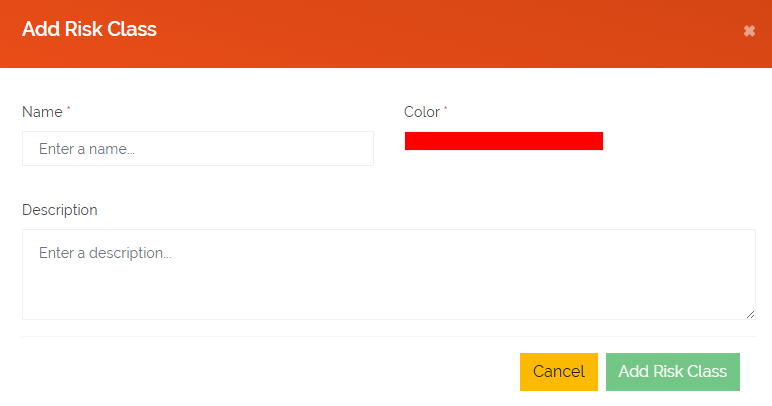 Add Risk Class
Name *
Color *
Enter a name...
Description
Enter a description...
Cancel
Add Risk Class